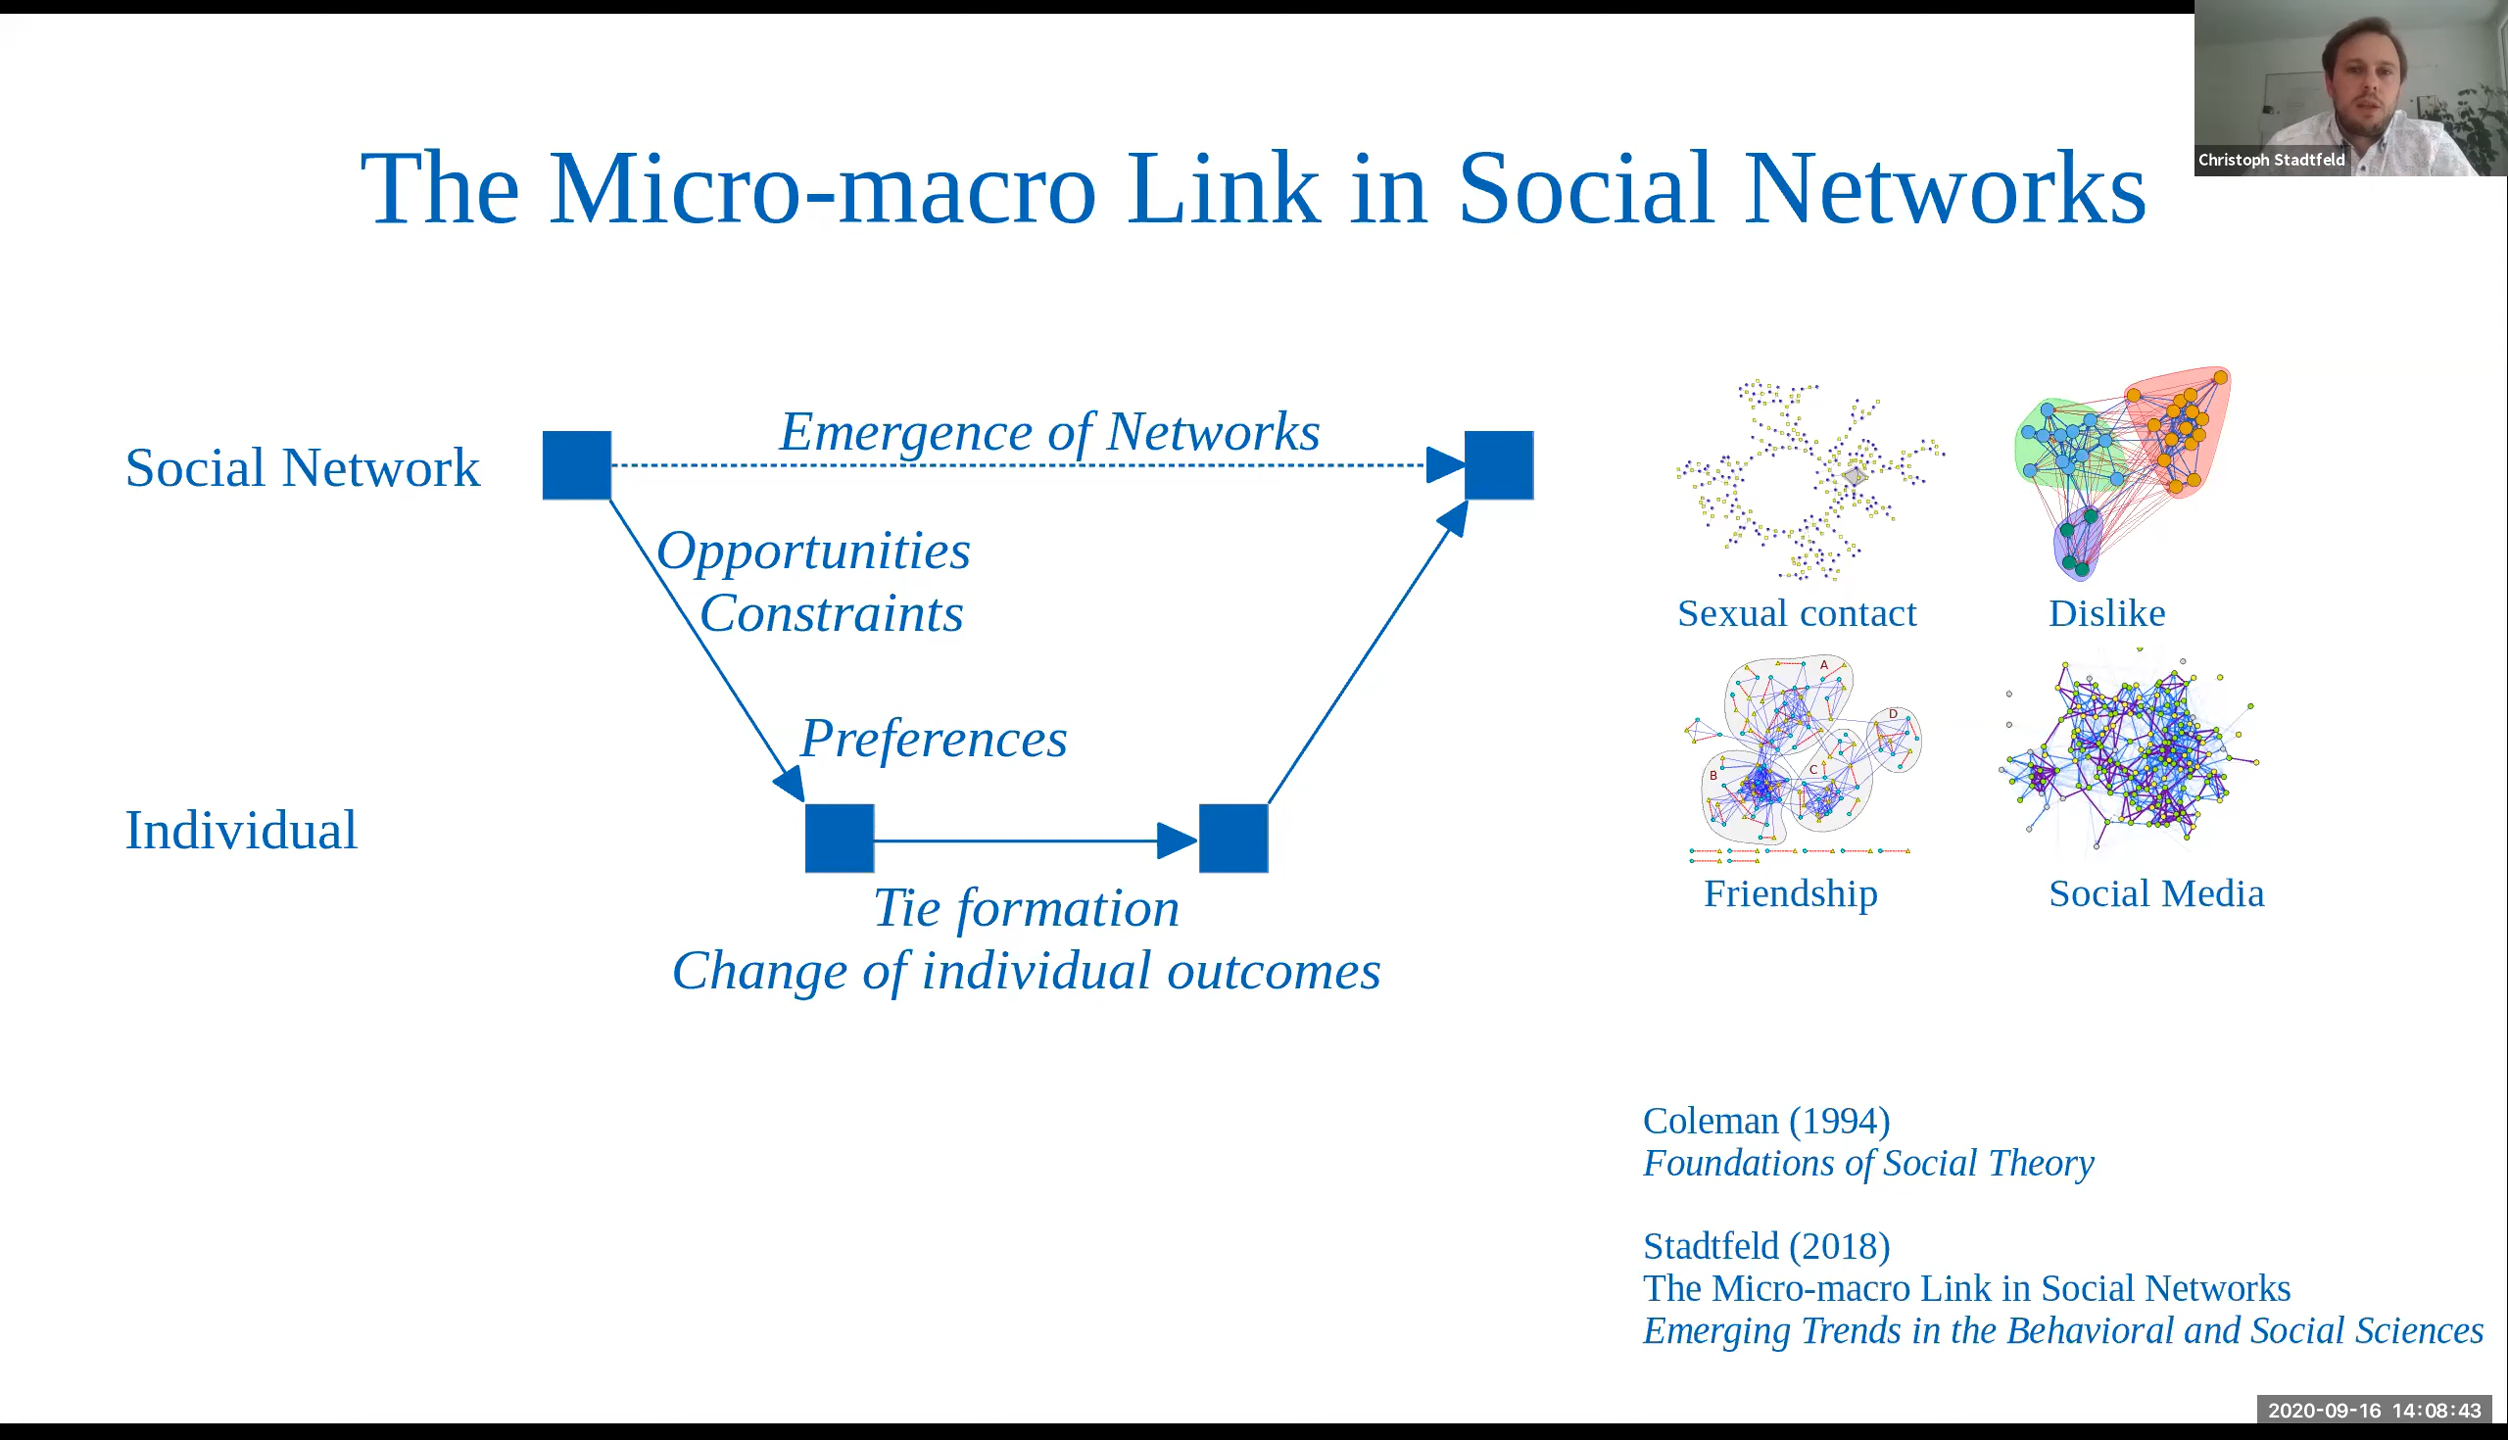 Christoph Stadtfeld
The Micro-macro Link in Social Networks
Social Network
Emergence of Networks
Opportunities
Constraints
Preferences
Individual
Tie formation
Change of individual outcomes
Sexual contact
Dislike
A
B
C
D
Friendship
Social Media
Coleman (1994)
Foundations of Social Theory
Stadtfeld (2018)
The Micro-macro Link in Social Networks
Emerging Trends in the Behavioral and Social Sciences
2020-09-16 14:08:43